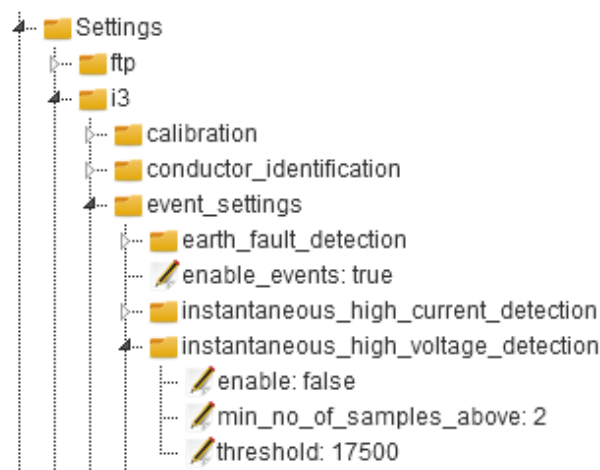 Settings
ftp
i3
calibration
conductor_identification
event_settings
earth_fault_detection
enable_events: true
instantaneous_high_current_detection
instantaneous_high_voltage_detection
enable: false
min_no_of_samples_above: 2
threshold: 17500